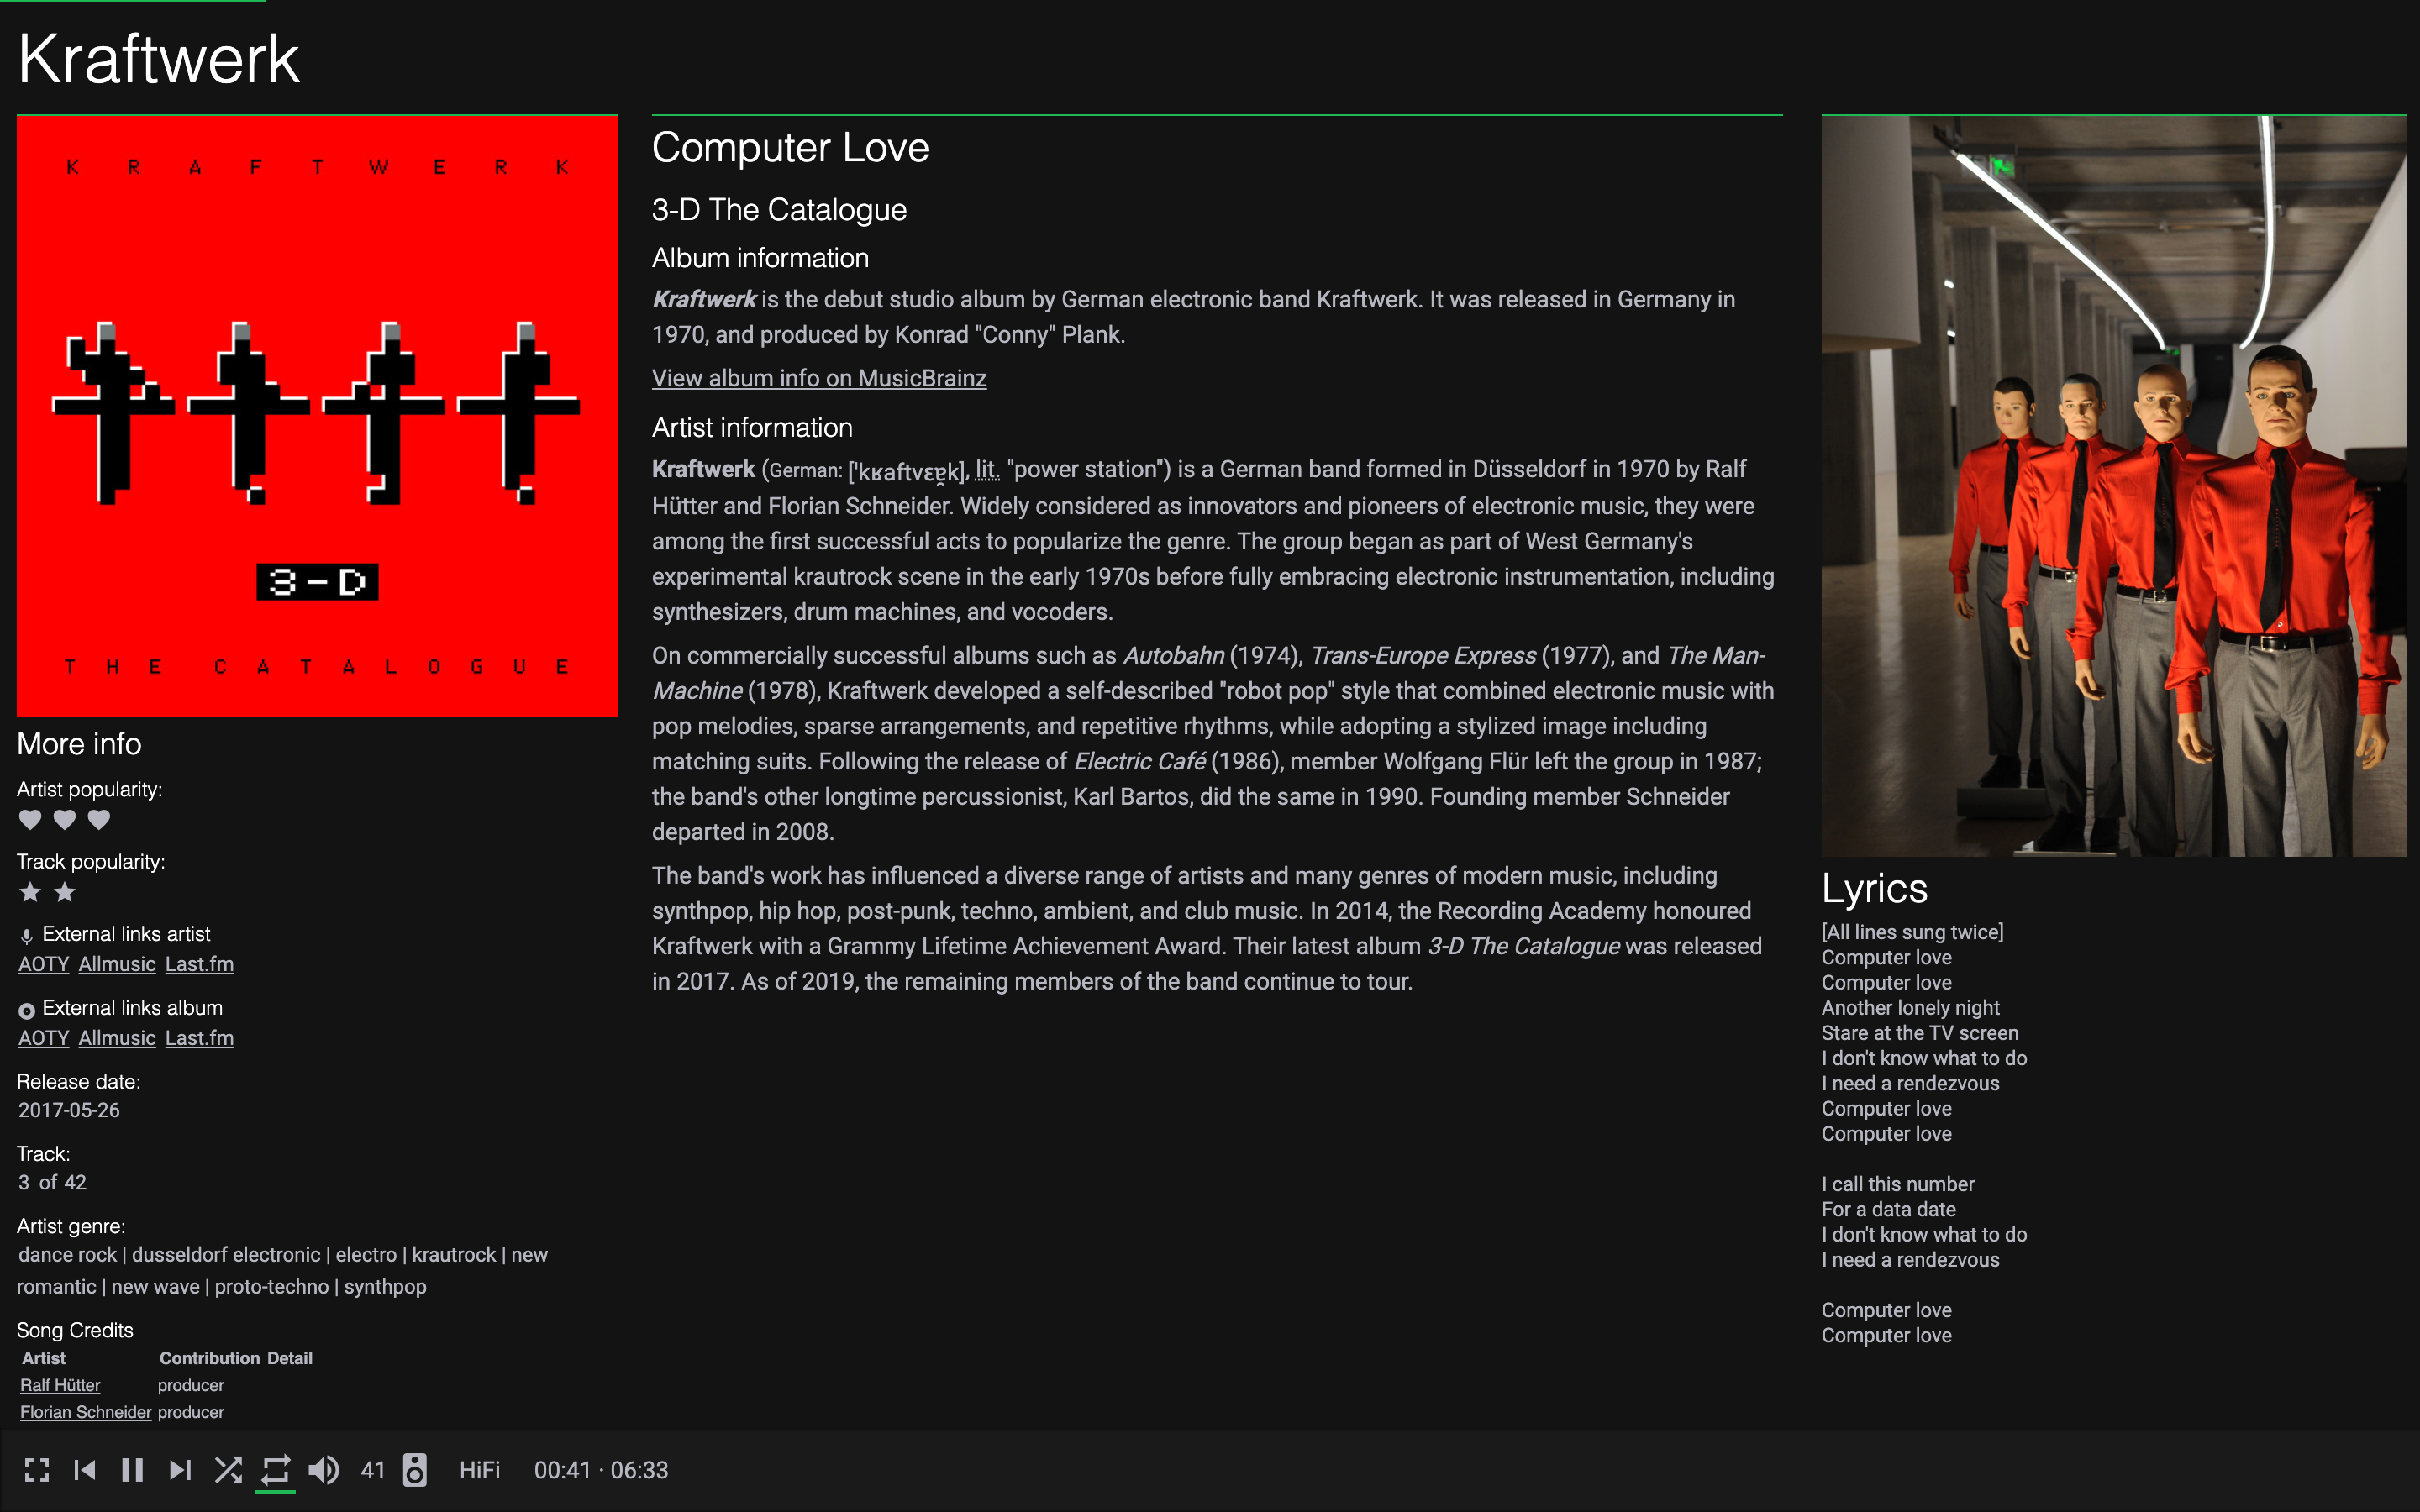 Kraftwerk
K R A F T W E R K
3-D
T H E C A T A L O G U E
More info
Artist popularity:
Track popularity:
External links artist
AOTY Allmusic Last.fm
External links album
AOTY Allmusic Last.fm
Release date:
2017-05-26
Track:
3 of 42
Artist genre:
dance rock | dusseldorf electronic | electro | krautrock | new
romantic | new wave | proto-techno | synthpop
Song Credits
Artist Contribution Detail
Ralf Hütter producer
Florian Schneider producer
Computer Love
3-D The Catalogue
Album information
Kraftwerk is the debut studio album by German electronic band Kraftwerk. It was released in Germany in
1970, and produced by Konrad "Conny" Plank.
View album info on MusicBrainz
Artist information
Kraftwerk (German: [ˈkʁaftvɛɐ̯k], lit. "power station") is a German band formed in Düsseldorf in 1970 by Ralf
Hütter and Florian Schneider. Widely considered as innovators and pioneers of electronic music, they were
among the first successful acts to popularize the genre. The group began as part of West Germany's
experimental krautrock scene in the early 1970s before fully embracing electronic instrumentation, including
synthesizers, drum machines, and vocoders.
On commercially successful albums such as Autobahn (1974), Trans-Europe Express (1977), and The Man-
Machine (1978), Kraftwerk developed a self-described "robot pop" style that combined electronic music with
pop melodies, sparse arrangements, and repetitive rhythms, while adopting a stylized image including
matching suits. Following the release of Electric Café (1986), member Wolfgang Flür left the group in 1987;
the band's other longtime percussionist, Karl Bartos, did the same in 1990. Founding member Schneider
departed in 2008.
The band's work has influenced a diverse range of artists and many genres of modern music, including
synthpop, hip hop, post-punk, techno, ambient, and club music. In 2014, the Recording Academy honoured
Kraftwerk with a Grammy Lifetime Achievement Award. Their latest album 3-D The Catalogue was released
in 2017. As of 2019, the remaining members of the band continue to tour.
Lyrics
[All lines sung twice]
Computer love
Computer love
Another lonely night
Stare at the TV screen
I don't know what to do
I need a rendezvous
Computer love
Computer love
I call this number
For a data date
I don't know what to do
I need a rendezvous
Computer love
Computer love
41 HiFi 00:41 · 06:33